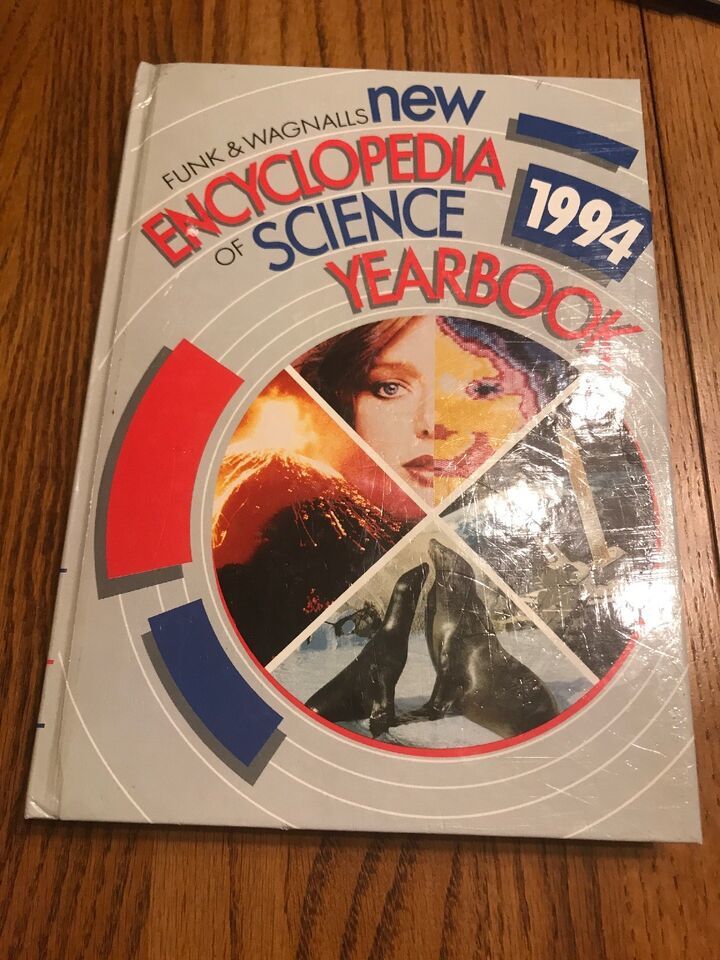 FUNK & WAGNALLS new
ENCYCLOPEDIA
OF SCIENCE
YEARBOOK
1994